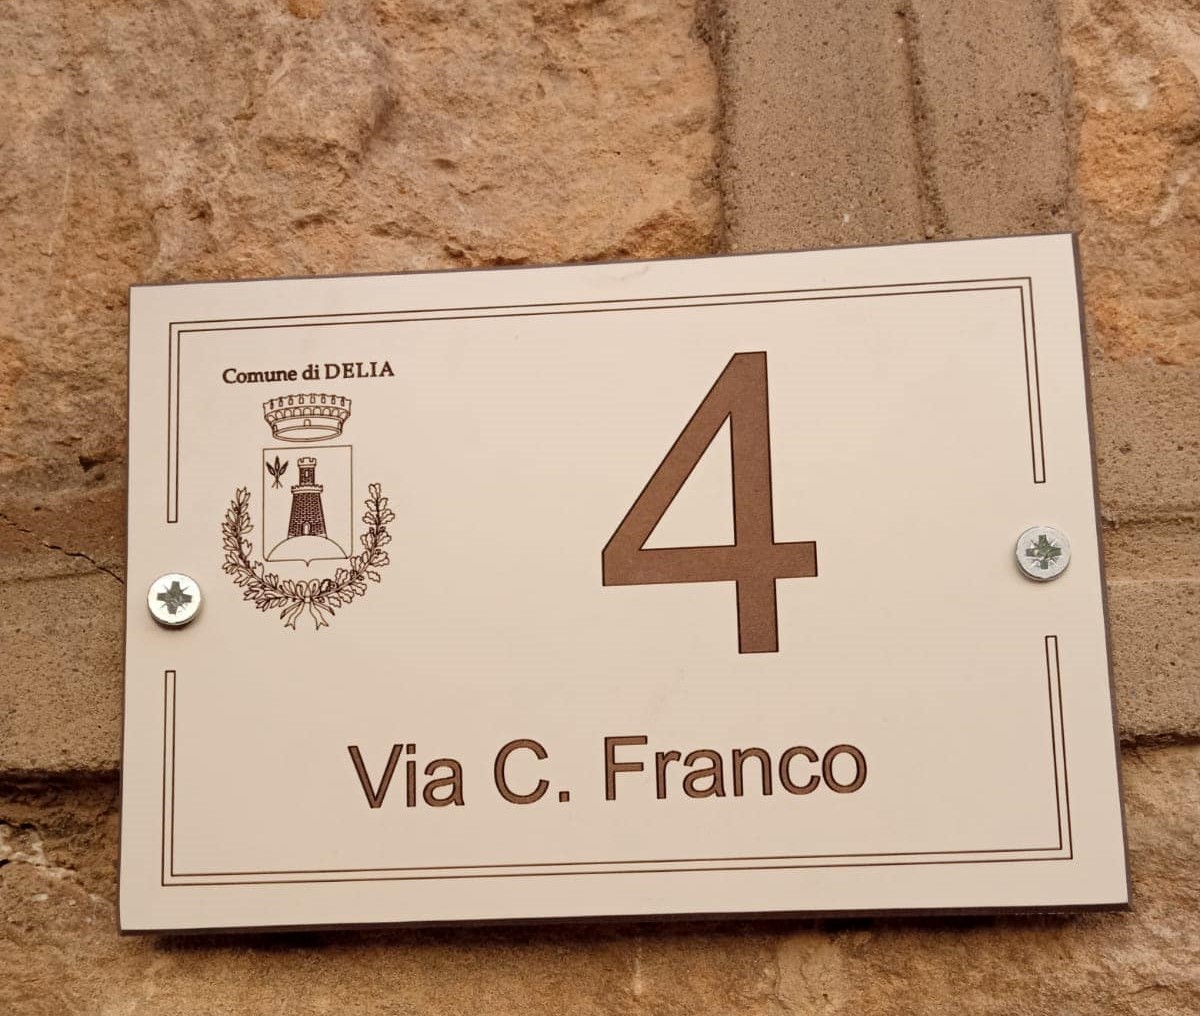 Comune di DELIA
4
Via C. Franco